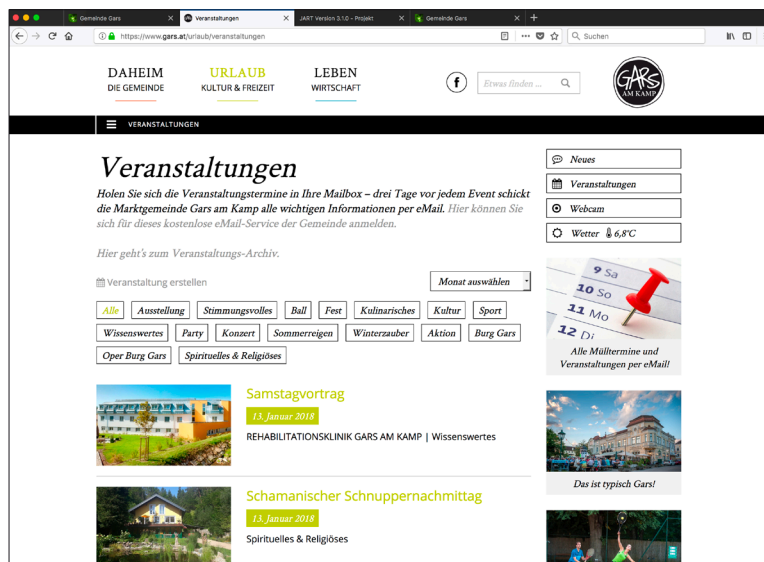 Gemeinde Gars
Veranstaltungen
JART Version 3.1.0 – Projekt
Gemeinde Gars
https://www.gars.at/urlaub/veranstaltungen
Suchen
DAHEIM
DIE GEMEINDE
URLAUB
KULTUR & FREIZEIT
LEBEN
WIRTSCHAFT
f
Etwas finden ...
GARS
AM KAMP
VERANSTALTUNGEN
Veranstaltungen
Holen Sie sich die Veranstaltungstermine in Ihre Mailbox – drei Tage vor jedem Event schickt
die Marktgemeinde Gars am Kamp alle wichtigen Informationen per eMail. Hier können Sie
sich für dieses kostenlose eMail-Service der Gemeinde anmelden.
Hier geht's zum Veranstaltungs-Archiv.
Veranstaltung erstellen
Monat auswählen
Alle
Ausstellung
Stimmungsvolles
Ball
Fest
Kulinarisches
Kultur
Sport
Wissenswertes
Party
Konzert
Sommerreigen
Winterzauber
Aktion
Burg Gars
Oper Burg Gars
Spirituelles & Religiöses
Samstagvortrag
13. Januar 2018
REHABILITATIONSKLINIK GARS AM KAMP | Wissenswertes
Schamanischer Schnuppernachmittag
13. Januar 2018
Spirituelles & Religiöses
Neues
Veranstaltungen
Webcam
Wetter 6,8°C
9 Sa
10 So
11 Mo
12 Di
Alle Mülltermine und
Veranstaltungen per eMail!
Das ist typisch Gars!